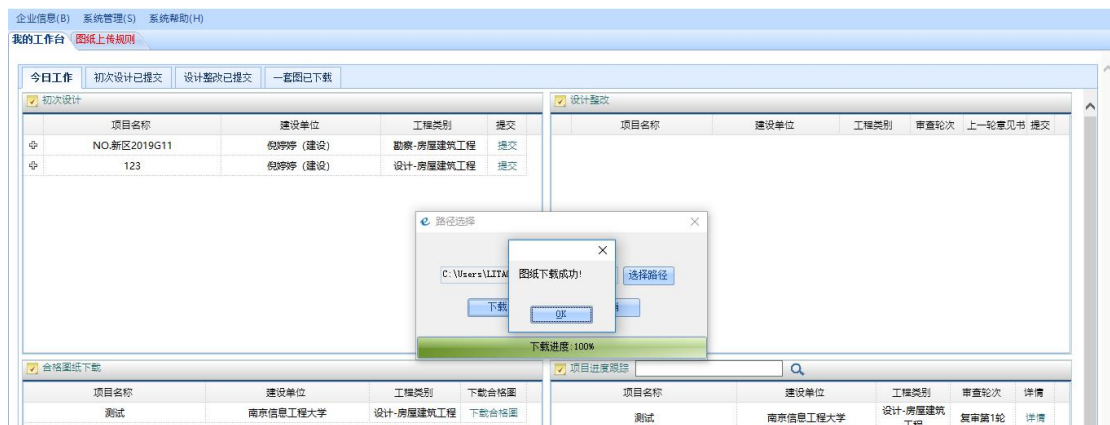 企业信息(B) 系统管理(S) 系统帮助(H)
我的工作台 图纸上传规则
今日工作 初次设计已提交 设计整改已提交 一套图已下载
初次设计
项目名称 建设单位 工程类别 提交
NO.新区2019G11 倪婷婷（建设） 勘察-房屋建筑工程 提交
123 倪婷婷（建设） 设计-房屋建筑工程 提交
设计整改
项目名称 建设单位 工程类别 审查轮次 上一轮意见书 提交
路径选择
C:\Users\LITA
选择路径
图纸下载成功!
下载
OK
下载进度:100%
合格图纸下载
项目名称 建设单位 工程类别 下载合格图
测试 南京信息工程大学 设计-房屋建筑工程 下载合格图
项目进度跟踪
项目名称 建设单位 工程类别 审查轮次 详情
测试 南京信息工程大学 设计-房屋建筑工程 复审第1轮 详情